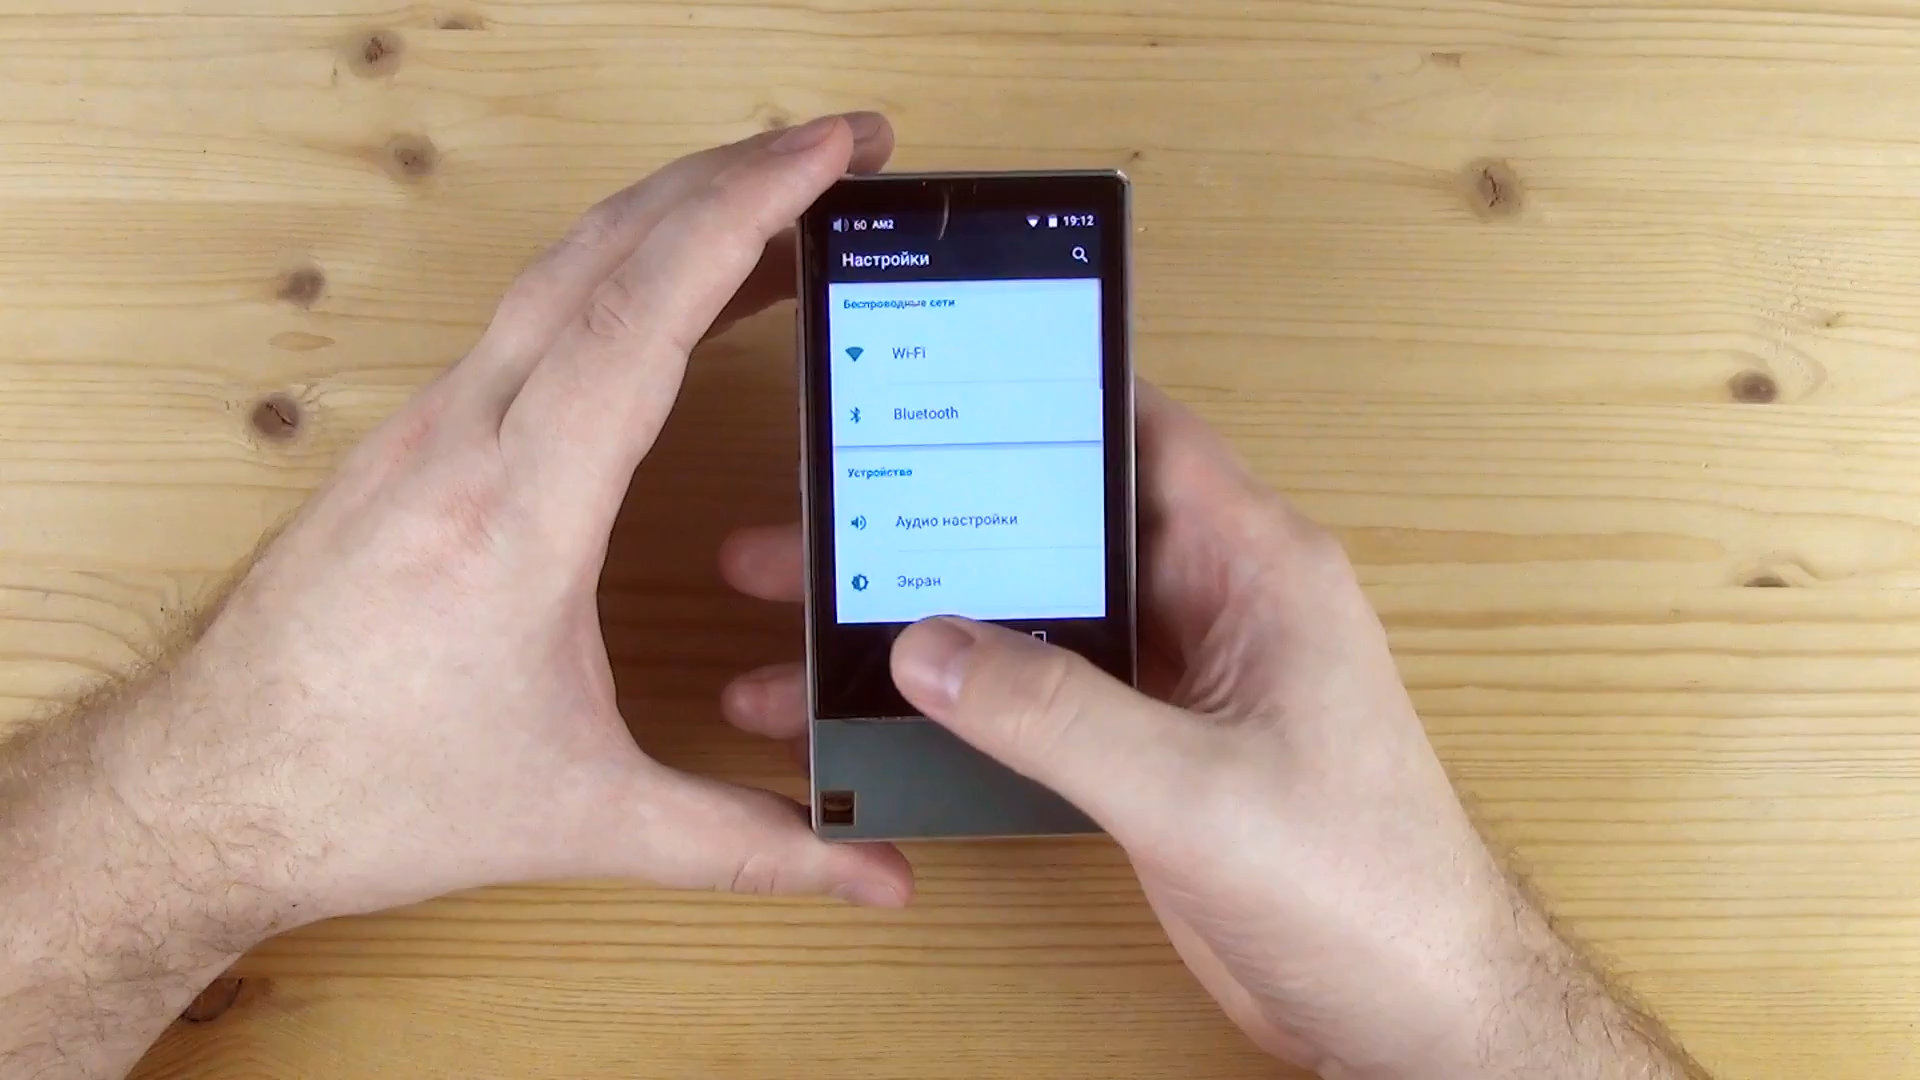 60 AM2 19:12
Настройки
Беспроводные сети
Wi-Fi
Bluetooth
Устройство
Аудио настройки
Экран